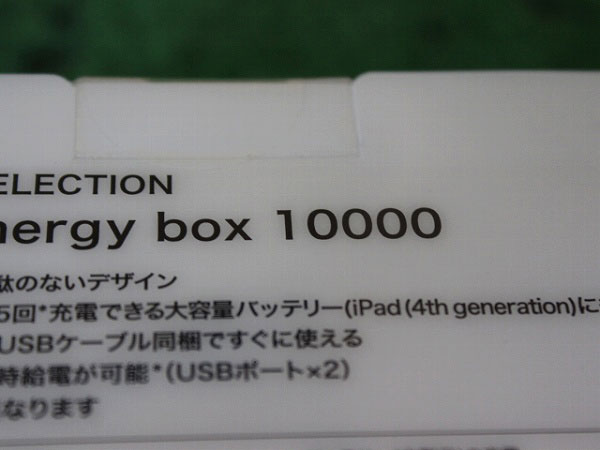 ELECTION
nergy box 10000
駄のないデザイン
5回*充電できる大容量バッテリー(iPad(4th generation)に
USBケーブル同梱ですぐに使える
時給電が可能*(USBポート×2)
なります